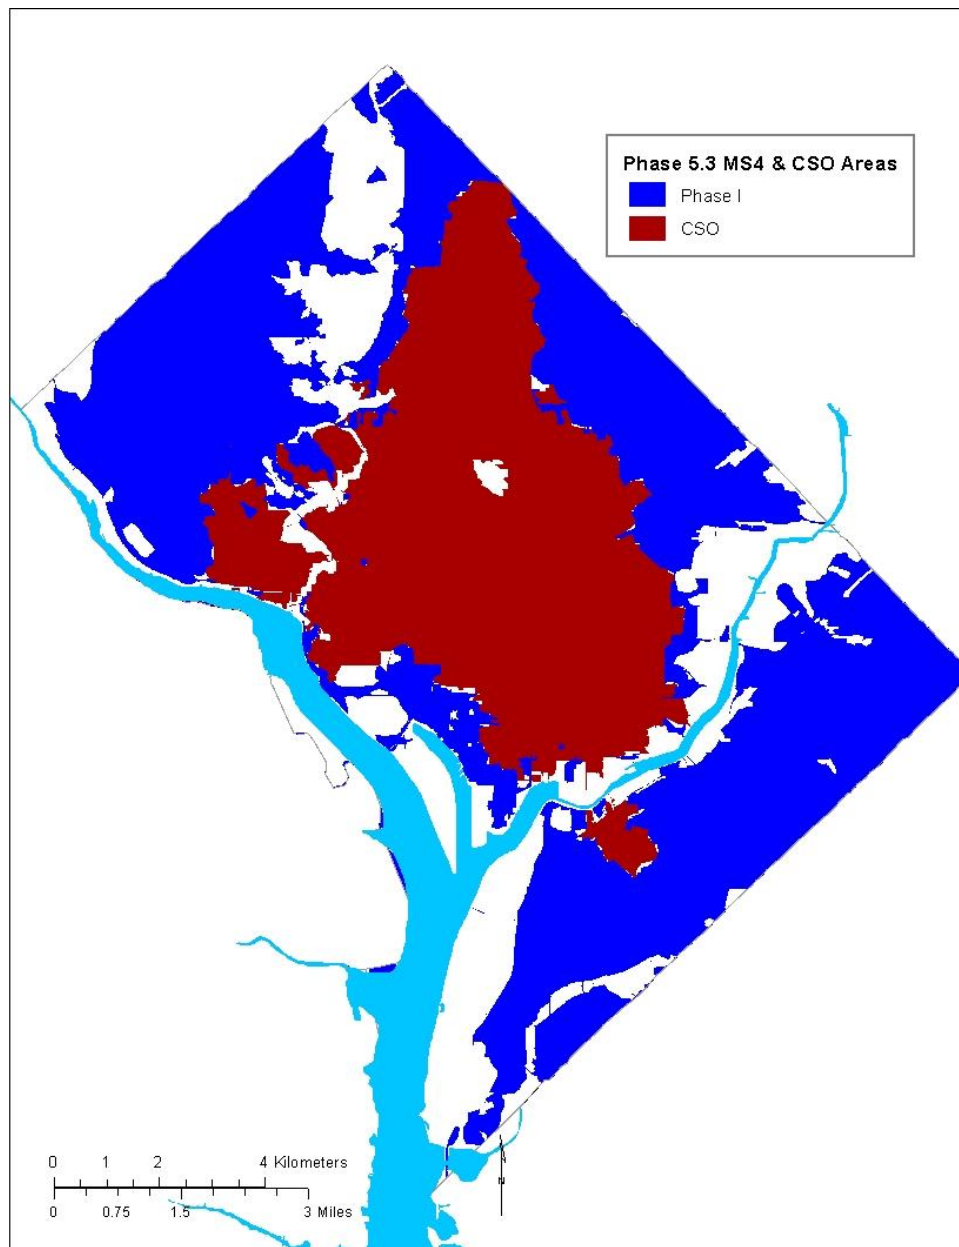 Phase 5.3 MS4 & CSO Areas
Phase I
CSO
0 1 2 4 Kilometers
0 0.75 1.5 3 Miles
N